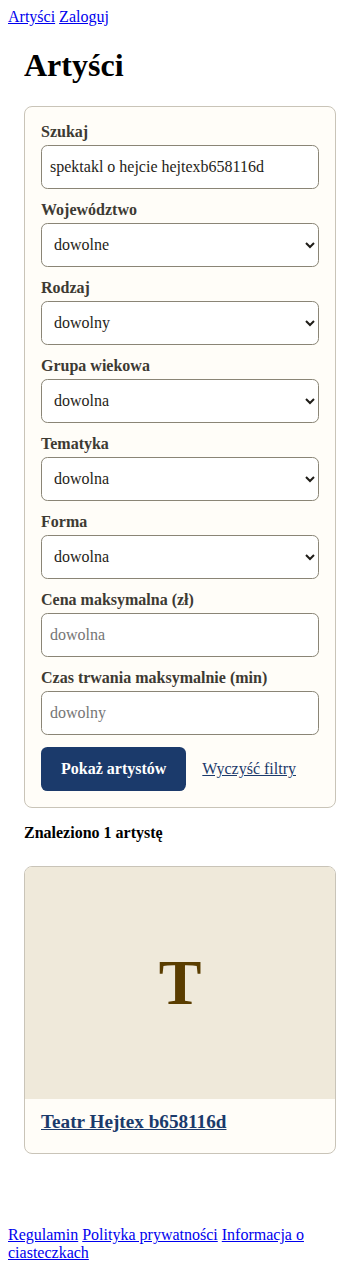 Artyści Zaloguj
Artyści
Szukaj
spektakl o hejcie hejtexb658116d
Województwo
dowolne
Rodzaj
dowolny
Grupa wiekowa
dowolna
Tematyka
dowolna
Forma
dowolna
Cena maksymalna (zł)
dowolna
Czas trwania maksymalnie (min)
dowolny
Pokaż artystów Wyczyść filtry
Znaleziono 1 artystę
T
Teatr Hejtex b658116d
Regulamin Polityka prywatności Informacja o
ciasteczkach